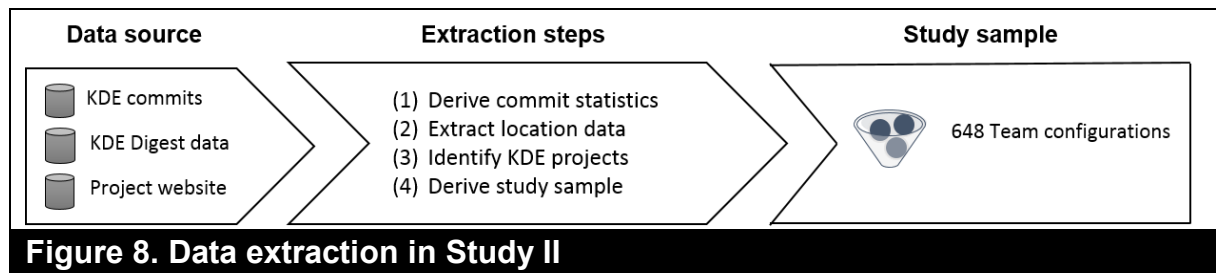 Data source
KDE commits
KDE Digest data
Project website
Extraction steps
(1) Derive commit statistics
(2) Extract location data
(3) Identify KDE projects
(4) Derive study sample
Study sample
648 Team configurations
Figure 8. Data extraction in Study II